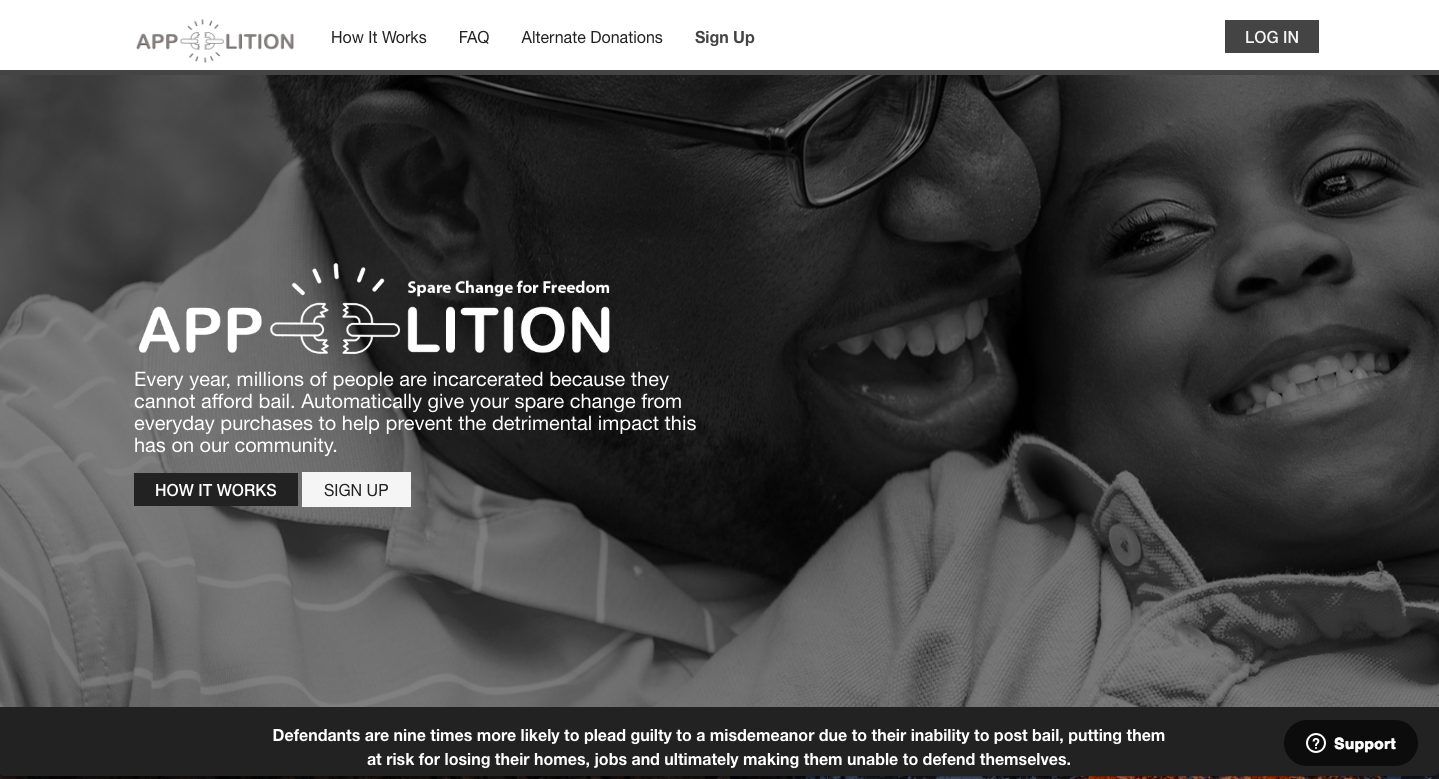 APPOLITION
How It Works
FAQ
Alternate Donations
Sign Up
LOG IN
Spare Change for Freedom
APPOLITION
Every year, millions of people are incarcerated because they
cannot afford bail. Automatically give your spare change from
everyday purchases to help prevent the detrimental impact this
has on our community.
HOW IT WORKS
SIGN UP
Defendants are nine times more likely to plead guilty to a misdemeanor due to their inability to post bail, putting them
at risk for losing their homes, jobs and ultimately making them unable to defend themselves.
Support